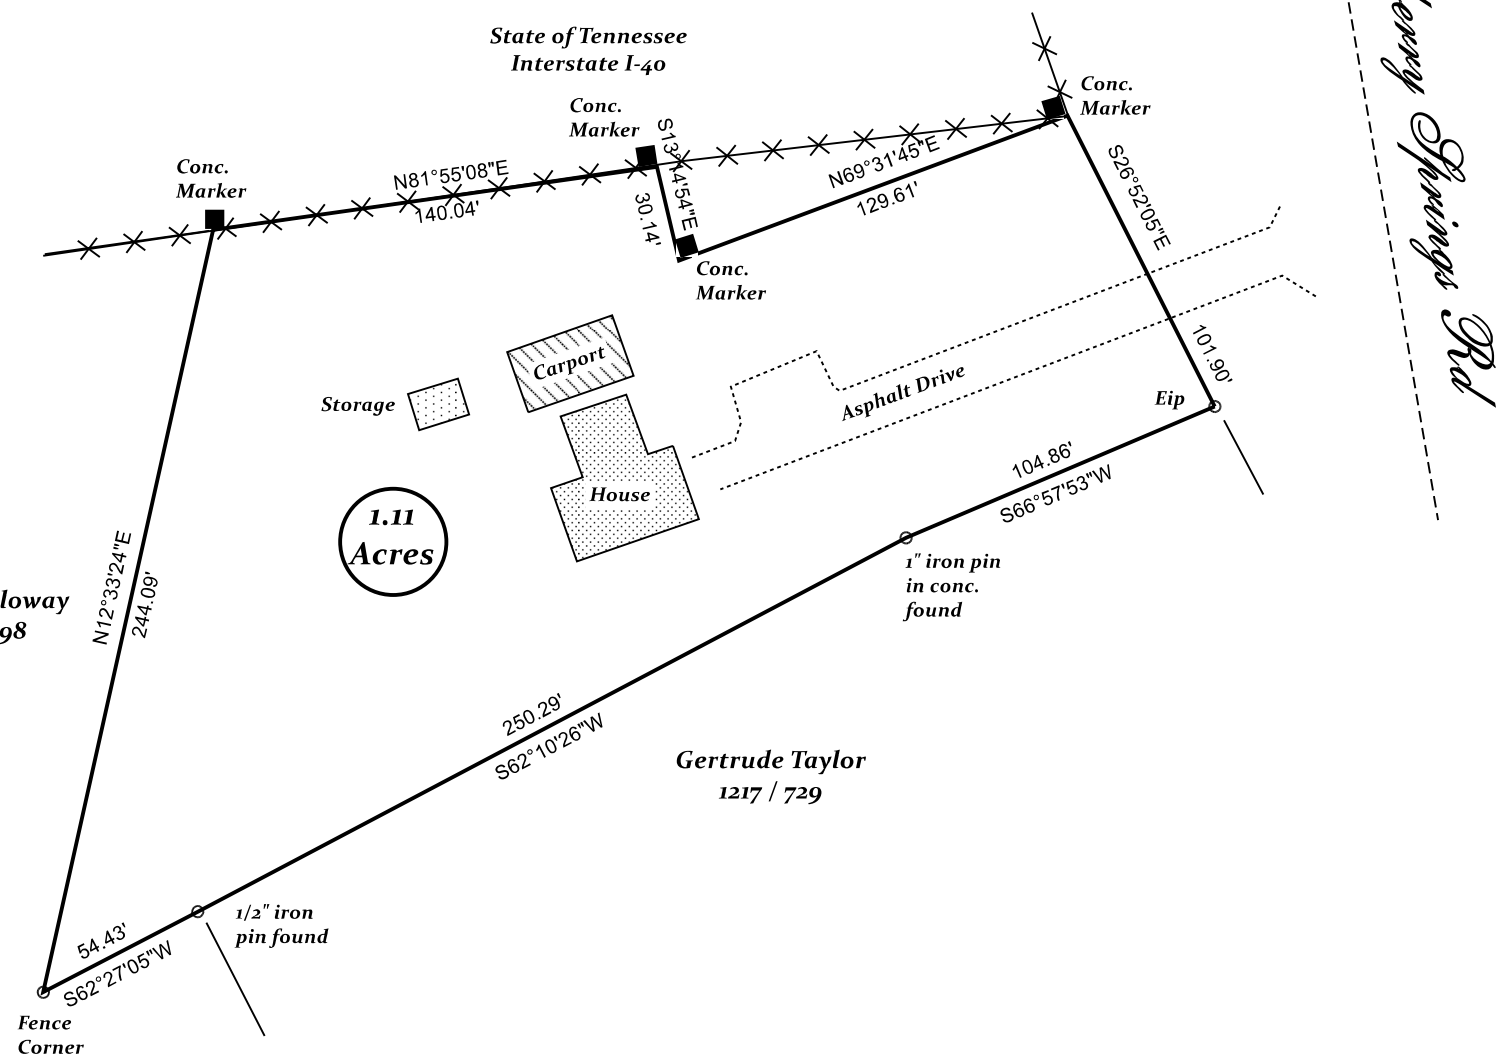 State of Tennessee
Interstate I-40
Conc.
Marker
Conc.
Marker
Conc.
Marker
N81°55'08"E
140.04'
30.14'
N69°31'45"E
129.61'
Conc.
Marker
S26°52'05"E
101.90'
Springs
Rd
Carport
Storage
House
Asphalt Drive
Eip
104.86'
S66°57'53"W
1.11
Acres
1" iron pin
in conc.
found
N12°33'24"E
244.09'
98
250.29'
S62°10'26"W
Gertrude Taylor
1217 / 729
1/2" iron
pin found
54.43'
S62°27'05"W
Fence
Corner